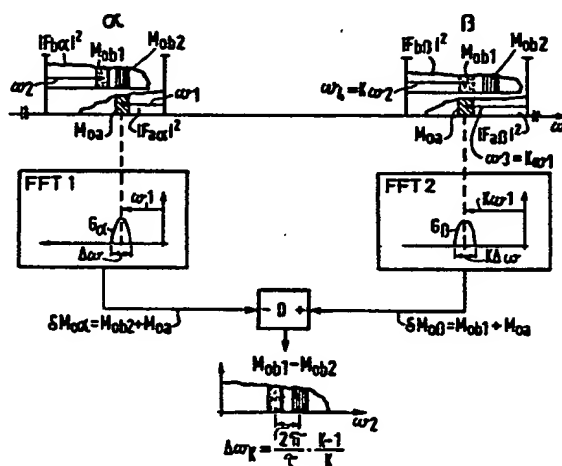 α
β
|Fbα|²
Mob1
Mob2
ω2
ω1
Moa
|Faα|²
|Fbβ|²
Mob1
Mob2
ω4=Kω2
Moa
|Faβ|²
ω3=Kω1
ω
FFT 1
ω1
Gα
Δω
FFT 2
Kω1
Gβ
KΔω
δMoα=Mob2+Moa
- D +
δMoβ=Mob1+Moa
Mob1-Mob2
ω2
ΔωK = 2π/τ · K-1/K